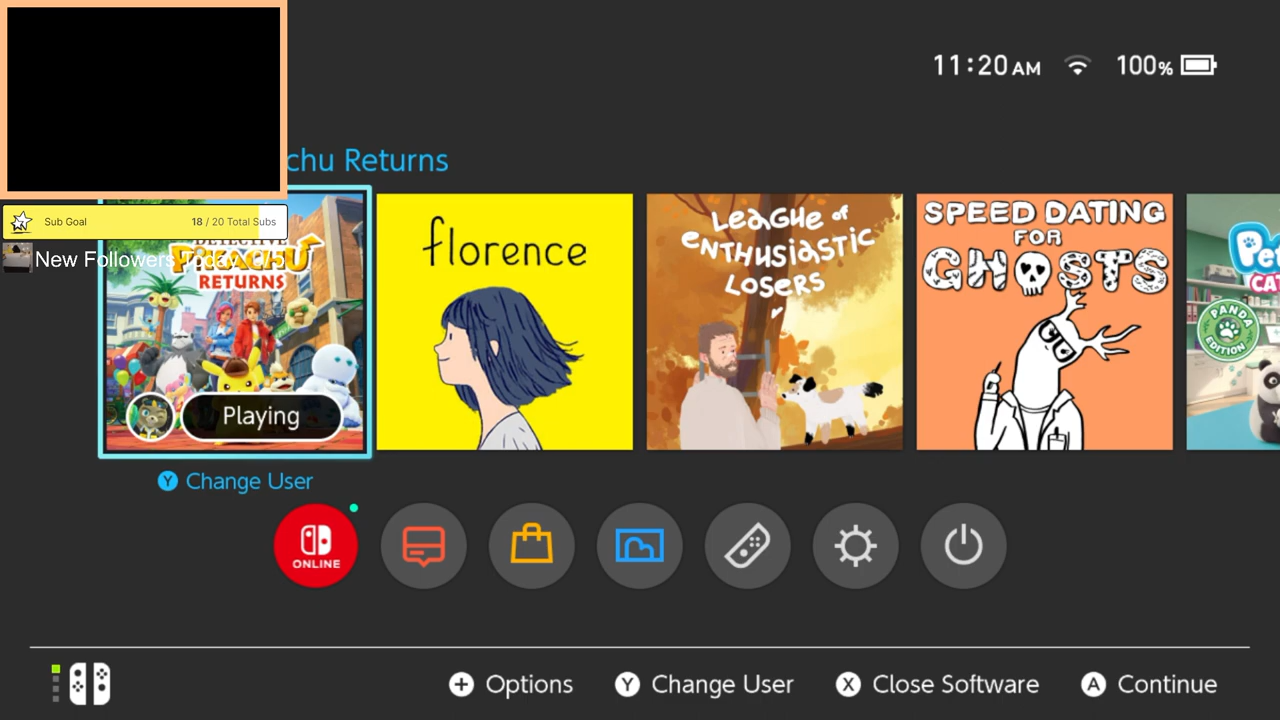 11:20 AM 100%
chu Returns
Sub Goal 18 / 20 Total Subs
New Followers Today
DETECTIVE
PIKACHU
RETURNS
Playing
florence
LEAGUE of
ENTHUSIASTIC
LOSERS
SPEED DATING
FOR
GHOSTS
Pet
CA
PANDA
EDITION
Y Change User
ONLINE
+ Options
Y Change User
X Close Software
A Continue